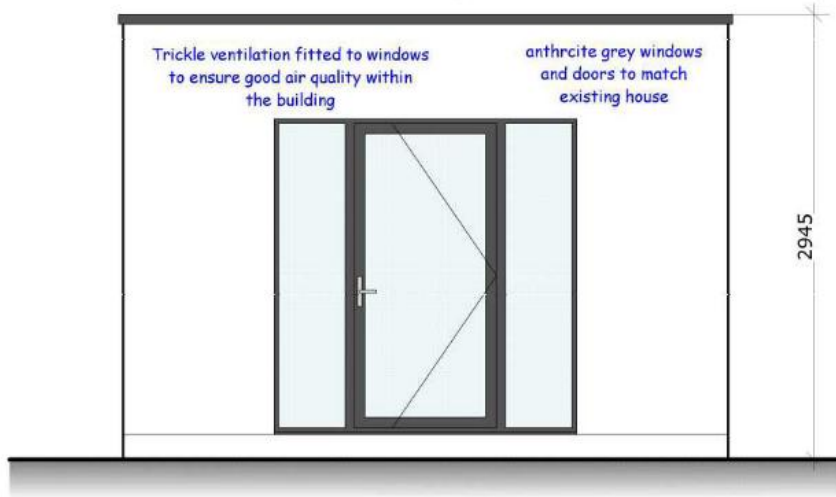 Trickle ventilation fitted to windows
to ensure good air quality within
the building
anthrcite grey windows
and doors to match
existing house
2945